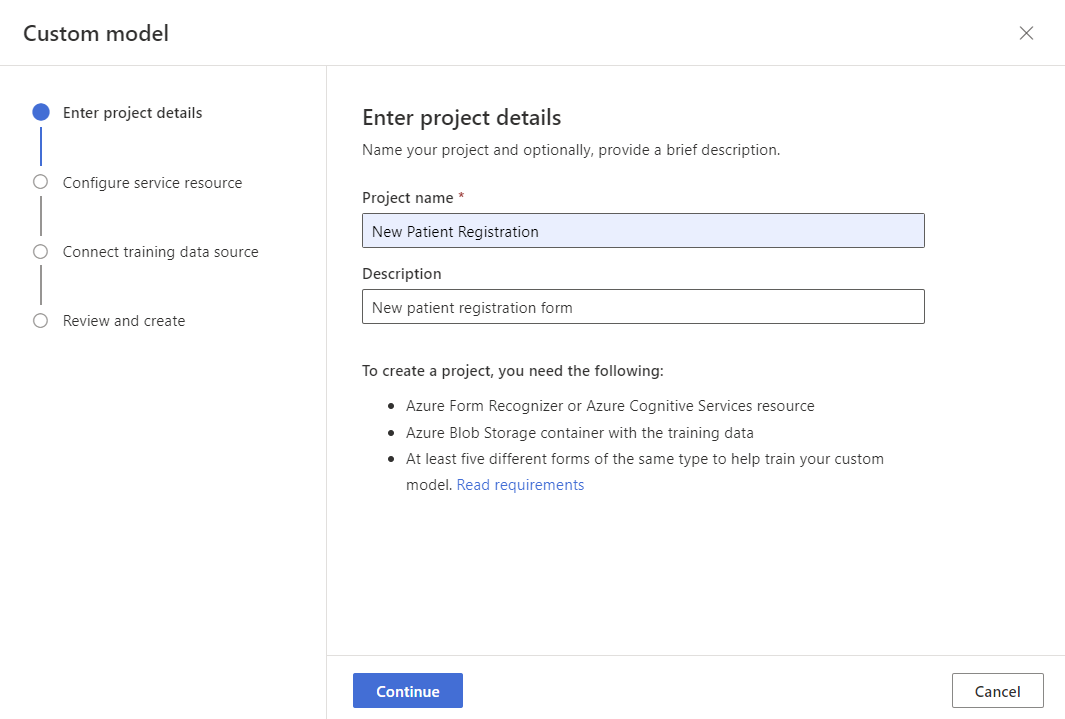 Custom model
Enter project details
Configure service resource
Connect training data source
Review and create
Enter project details
Name your project and optionally, provide a brief description.
Project name *
New Patient Registration
Description
New patient registration form
To create a project, you need the following:
• Azure Form Recognizer or Azure Cognitive Services resource
• Azure Blob Storage container with the training data
• At least five different forms of the same type to help train your custom
model. Read requirements
Continue
Cancel